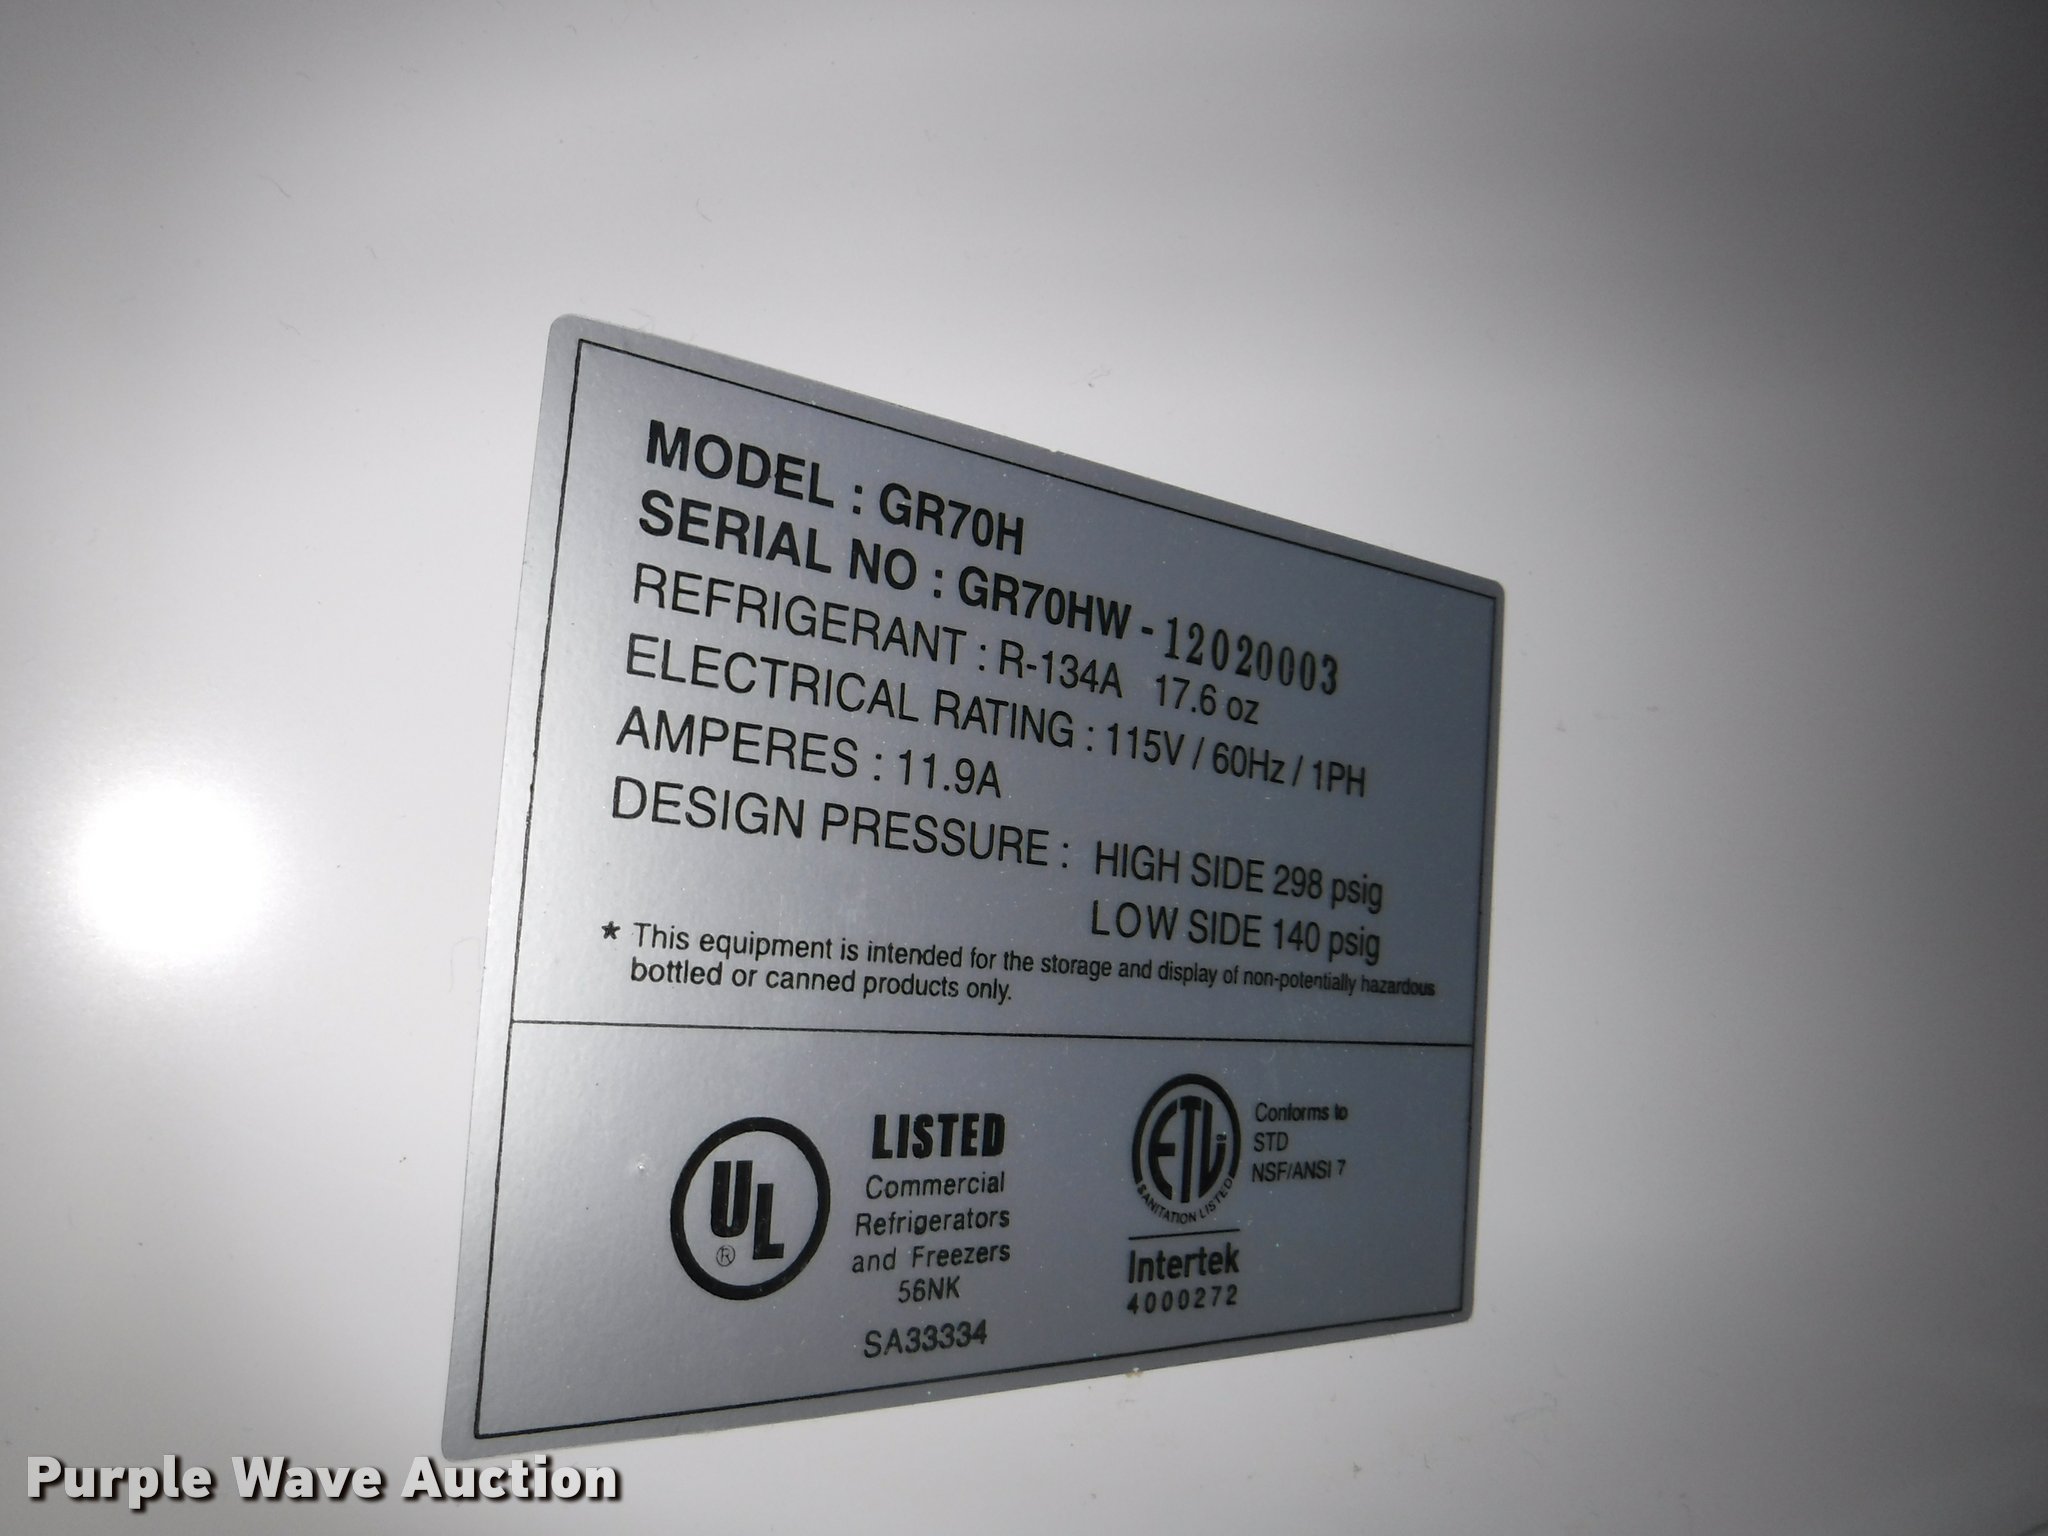 MODEL : GR70H
SERIAL NO : GR70HW - 12020003
REFRIGERANT : R-134A 17.6 oz
ELECTRICAL RATING : 115V / 60Hz / 1PH
AMPERES : 11.9A
DESIGN PRESSURE : HIGH SIDE 298 psig
LOW SIDE 140 psig
* This equipment is intended for the storage and display of non-potentially hazardous
bottled or canned products only.
UL
®
LISTED
Commercial
Refrigerators
and Freezers
56NK
SA33334
ETL
SANITATION LISTED
Conforms to
STD
NSF/ANSI 7
Intertek
4000272
Purple Wave Auction